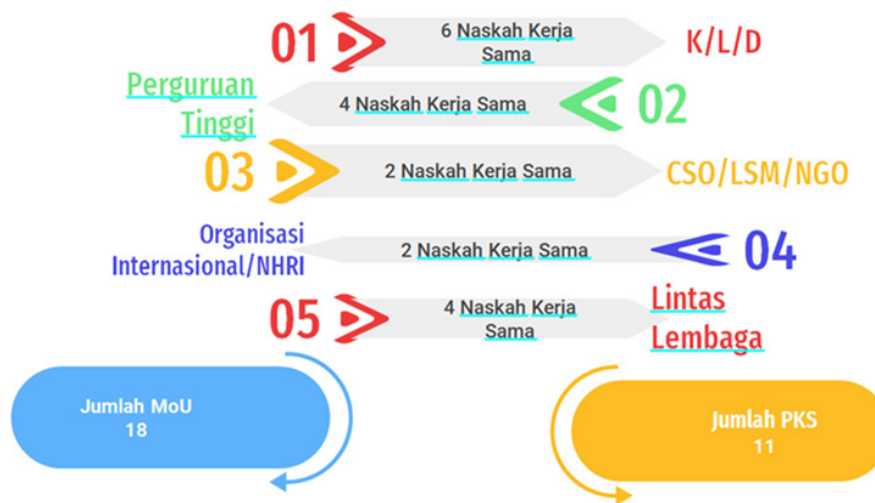 01
6 Naskah Kerja
Sama
K/L/D
Perguruan
Tinggi
4 Naskah Kerja Sama
02
03
2 Naskah Kerja Sama
CSO/LSM/NGO
Organisasi
Internasional/NHRI
2 Naskah Kerja Sama
04
05
4 Naskah Kerja
Sama
Lintas
Lembaga
Jumlah MoU
18
Jumlah PKS
11